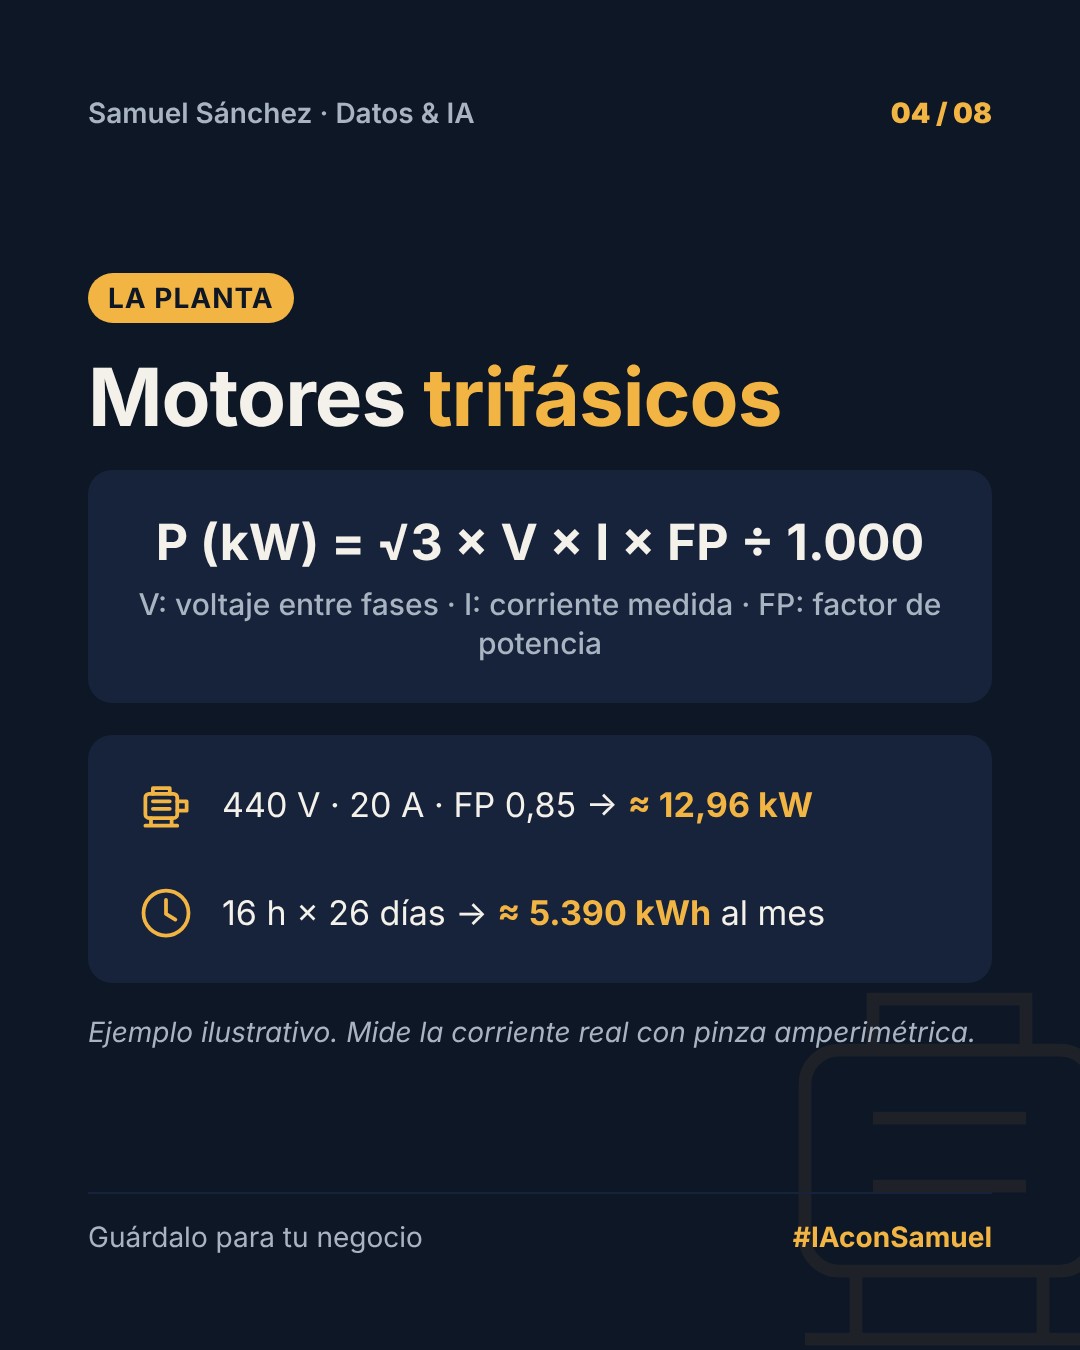 Samuel Sánchez · Datos & IA
04 / 08
LA PLANTA
Motores trifásicos
P (kW) = √3 × V × I × FP ÷ 1.000
V: voltaje entre fases · I: corriente medida · FP: factor de
potencia
440 V · 20 A · FP 0,85 → ≈ 12,96 kW
16 h × 26 días → ≈ 5.390 kWh al mes
Ejemplo ilustrativo. Mide la corriente real con pinza amperimétrica.
Guárdalo para tu negocio
#IAconSamuel